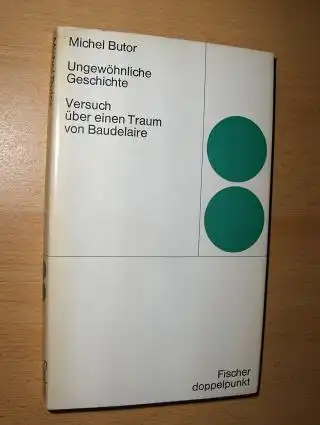 Michel Butor
Ungewöhnliche
Geschichte
Versuch
über einen Traum
von Baudelaire
Fischer
doppelpunkt